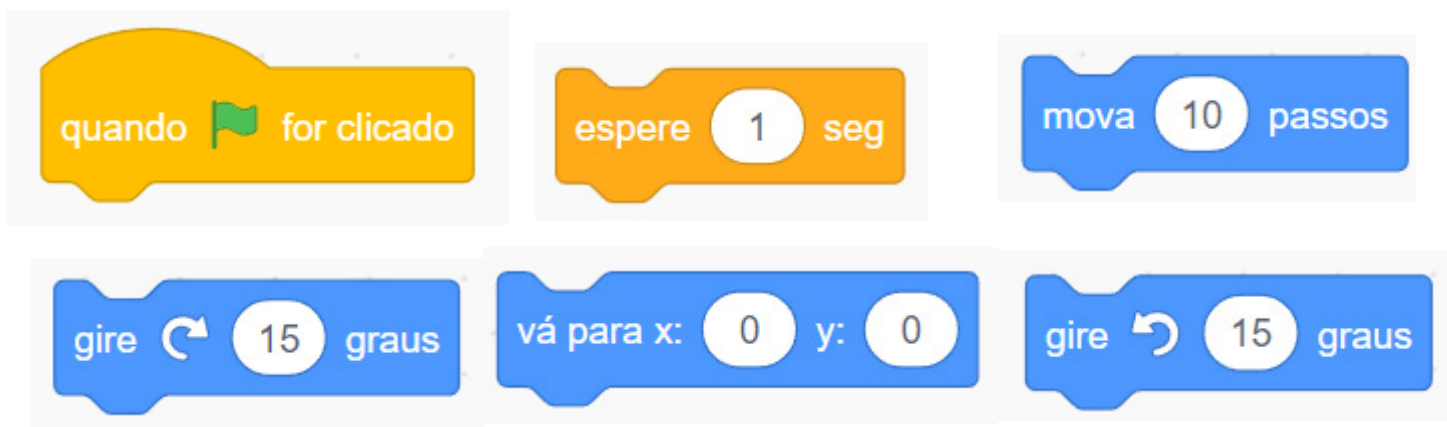 quando for clicado
espere 1 seg
mova 10 passos
gire 15 graus
vá para x: 0 y: 0
gire 15 graus